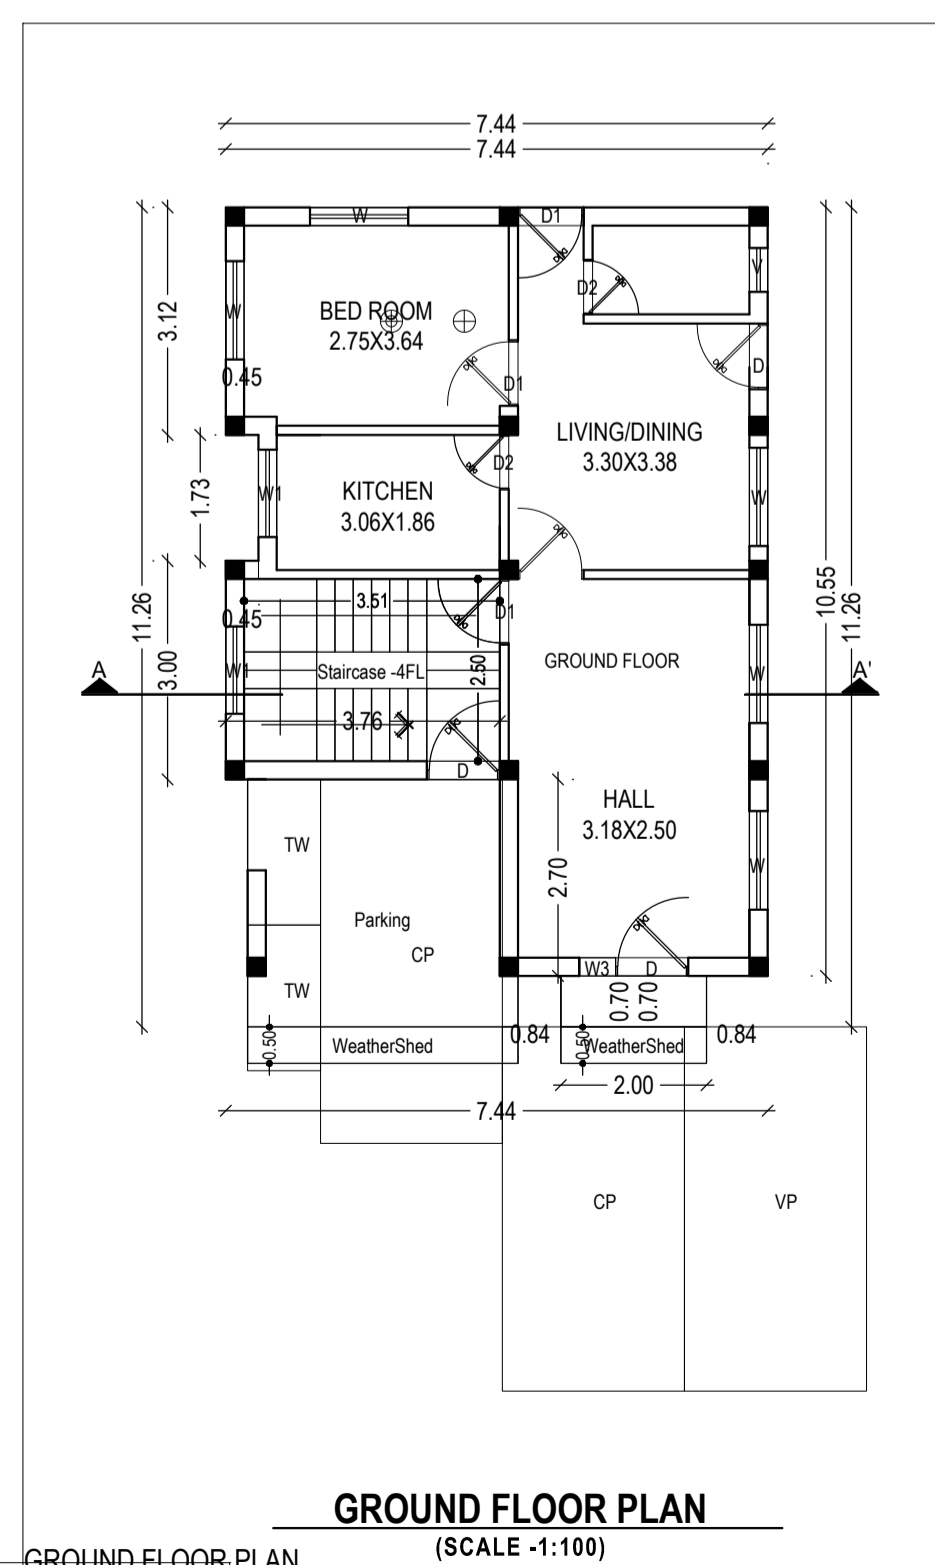 7.44
7.44
W
D1
V
D2
3.12
W
BED ROOM
2.75X3.64
D
0.45
D1
LIVING/DINING
3.30X3.38
D2
1.73
W1
KITCHEN
3.06X1.86
W
11.26
10.55
11.26
3.51
D1
0.45
3.00
W1
Staircase -4FL
2.50
GROUND FLOOR
W
A
A'
3.76
D
HALL
3.18X2.50
TW
W
2.70
Parking
CP
TW
W3
D
0.70
0.70
0.50
WeatherShed
0.84
0.50
WeatherShed
0.84
2.00
7.44
CP
VP
GROUND FLOOR PLAN
(SCALE -1:100)
GROUND FLOOR PLAN